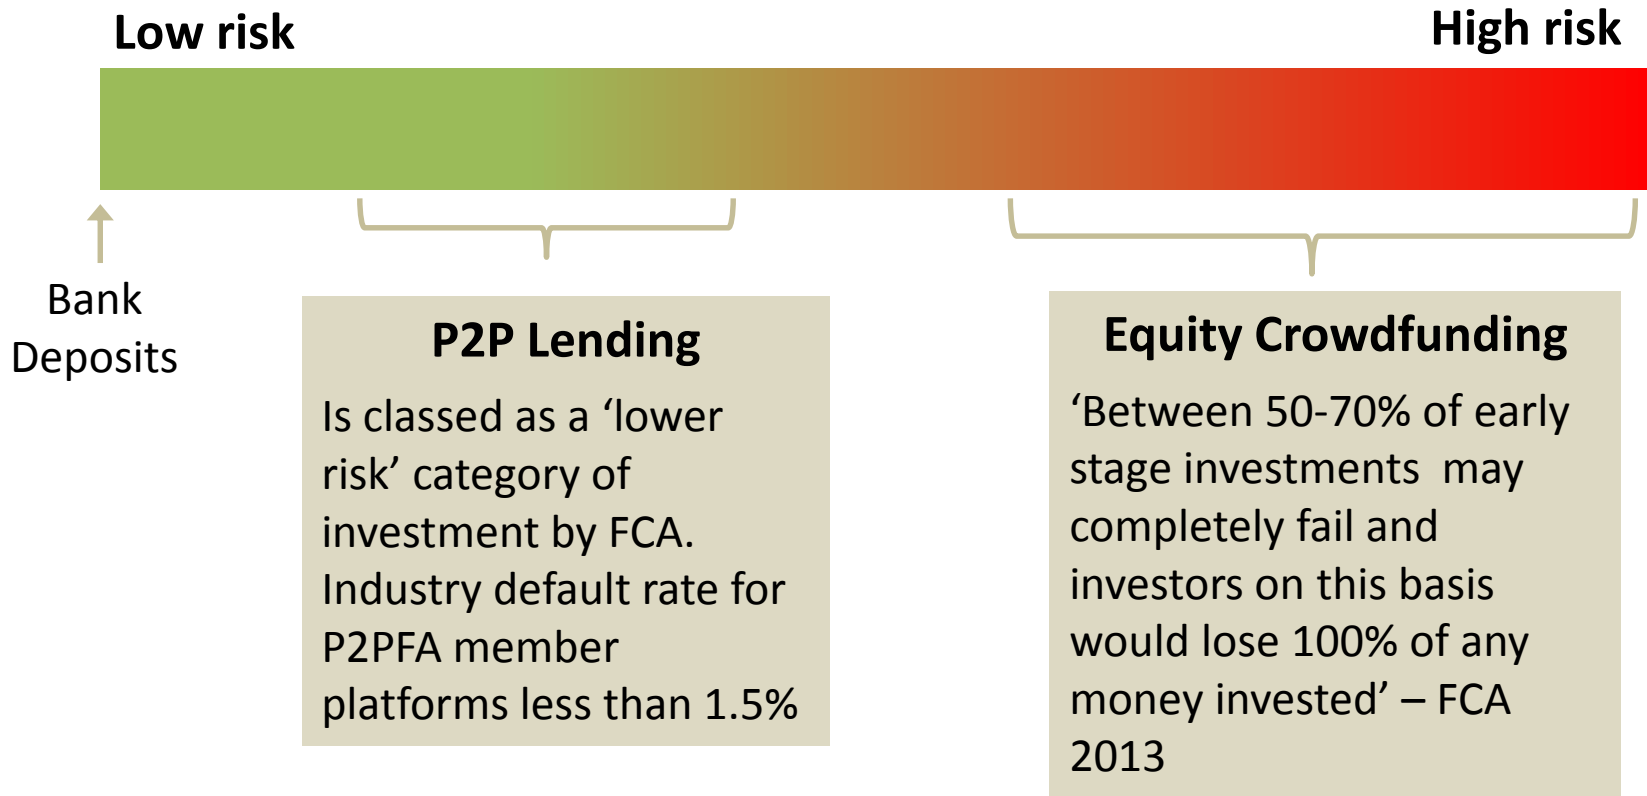 Low risk
High risk
Bank
Deposits
P2P Lending
Is classed as a ‘lower
risk’ category of
investment by FCA.
Industry default rate for
P2PFA member
platforms less than 1.5%
Equity Crowdfunding
‘Between 50-70% of early
stage investments  may
completely fail and
investors on this basis
would lose 100% of any
money invested’ – FCA
2013